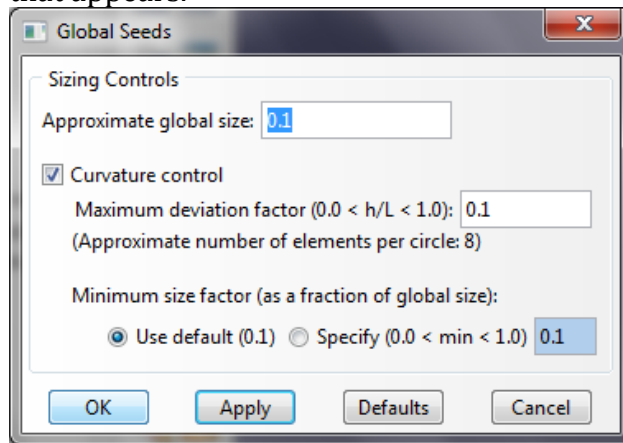 that appears.
Global Seeds
Sizing Controls
Approximate global size: 0.1
Curvature control
Maximum deviation factor (0.0 < h/L < 1.0): 0.1
(Approximate number of elements per circle: 8)
Minimum size factor (as a fraction of global size):
Use default (0.1) Specify (0.0 < min < 1.0) 0.1
OK Apply Defaults Cancel